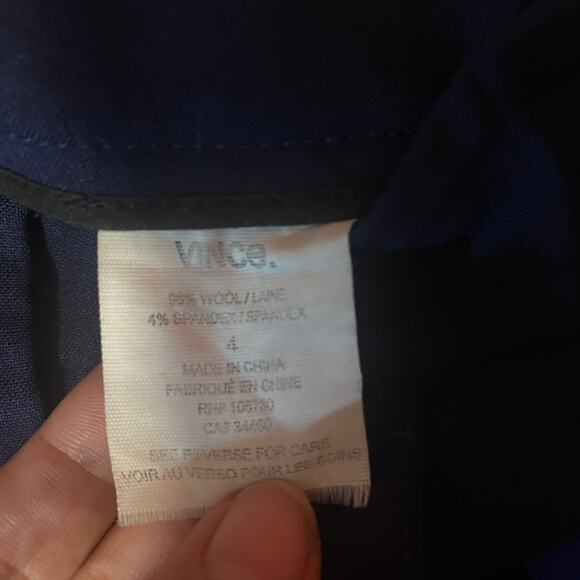 VINCE.
96% WOOL/LAINE
4% SPANDEX/SPANDEX
4
MADE IN CHINA
FABRIQUÉ EN CHINE
RN# 106780
CA# 34460
SEE REVERSE FOR CARE
VOIR AU VERSO POUR LES SOINS